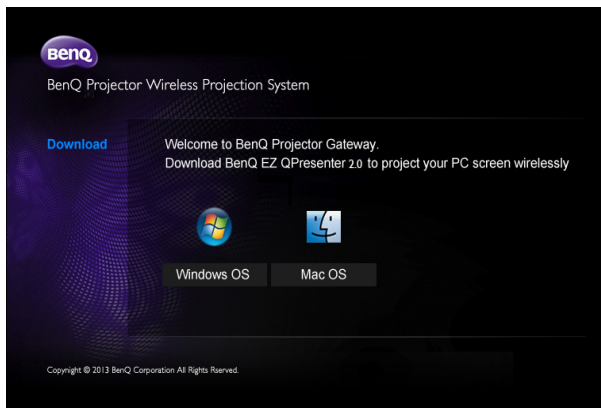 BenQ
BenQ Projector Wireless Projection System
Download
Welcome to BenQ Projector Gateway.
Download BenQ EZ QPresenter 2.0 to project your PC screen wirelessly
Windows OS
Mac OS
Copyright © 2013 BenQ Corporation All Rights Rserved.